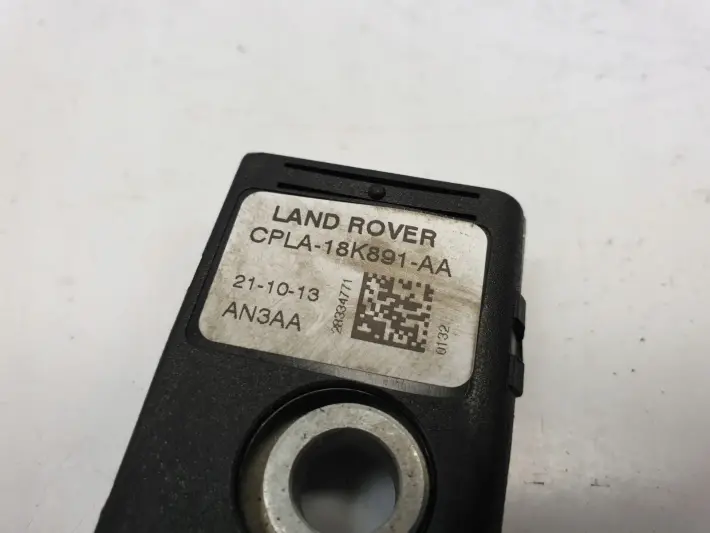 LAND ROVER
CPLA-18K891-AA
21-10-13
AN3AA
28334771
0132